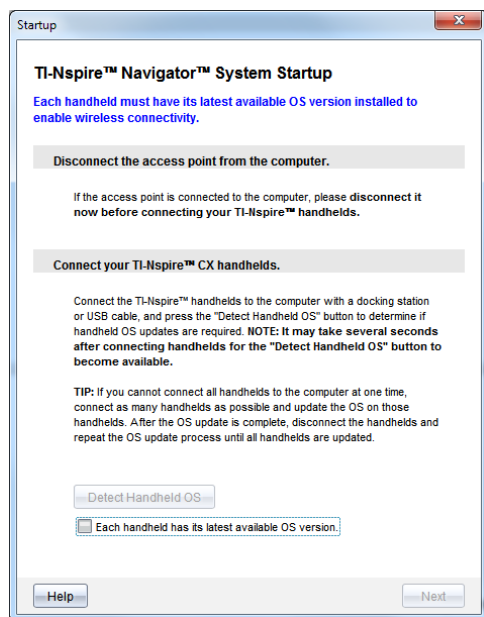 Startup
TI-Nspire™ Navigator™ System Startup
Each handheld must have its latest available OS version installed to
enable wireless connectivity.
Disconnect the access point from the computer.
If the access point is connected to the computer, please disconnect it
now before connecting your TI-Nspire™ handhelds.
Connect your TI-Nspire™ CX handhelds.
Connect the TI-Nspire™ handhelds to the computer with a docking station
or USB cable, and press the "Detect Handheld OS" button to determine if
handheld OS updates are required. NOTE: It may take several seconds
after connecting handhelds for the "Detect Handheld OS" button to
become available.
TIP: If you cannot connect all handhelds to the computer at one time,
connect as many handhelds as possible and update the OS on those
handhelds. After the OS update is complete, disconnect the handhelds and
repeat the OS update process until all handhelds are updated.
Detect Handheld OS
Each handheld has its latest available OS version.
Help
Next